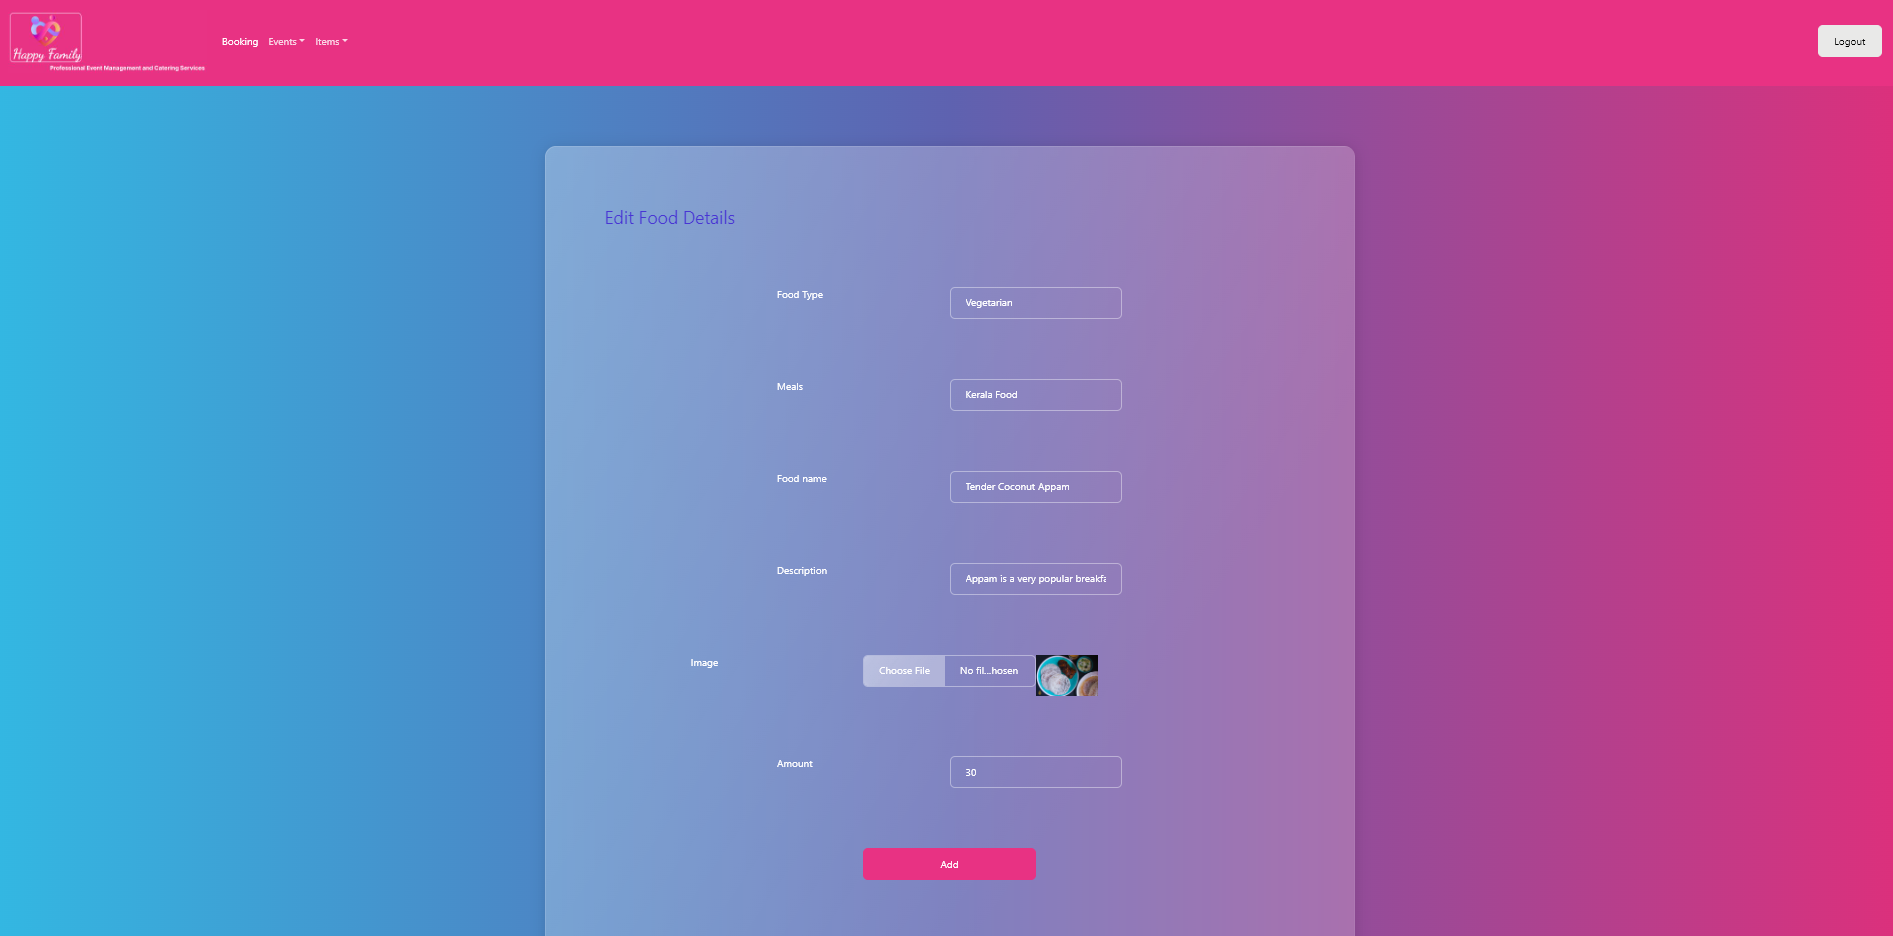 Happy Family
Professional Event Management and Catering Services
Booking Events Items
Logout
Edit Food Details
Food Type Vegetarian
Meals Kerala Food
Food name Tender Coconut Appam
Description Appam is a very popular breakfa
Image Choose File No fil...hosen
Amount 30
Add